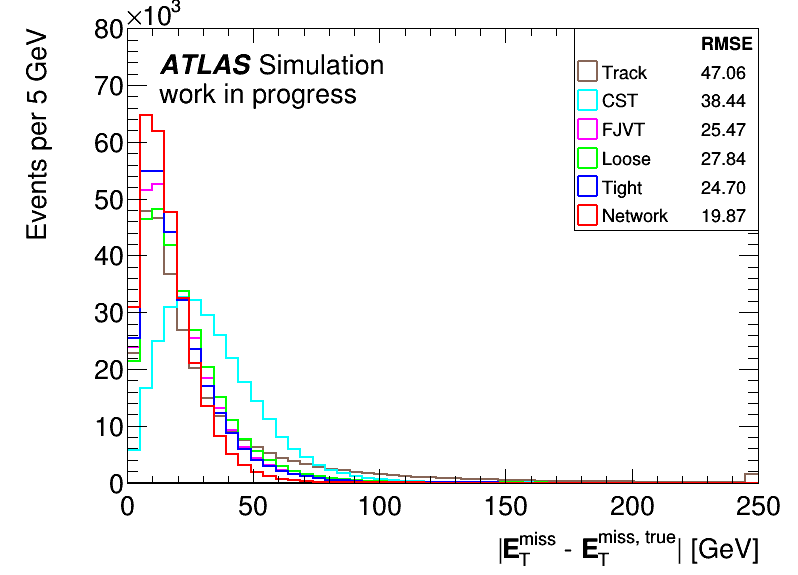 ×10³
Events per 5 GeV
80
70
60
50
40
30
20
10
0
ATLAS Simulation
work in progress
RMSE
Track 47.06
CST 38.44
FJVT 25.47
Loose 27.84
Tight 24.70
Network 19.87
0 50 100 150 200 250
|E_T^miss - E_T^miss, true| [GeV]